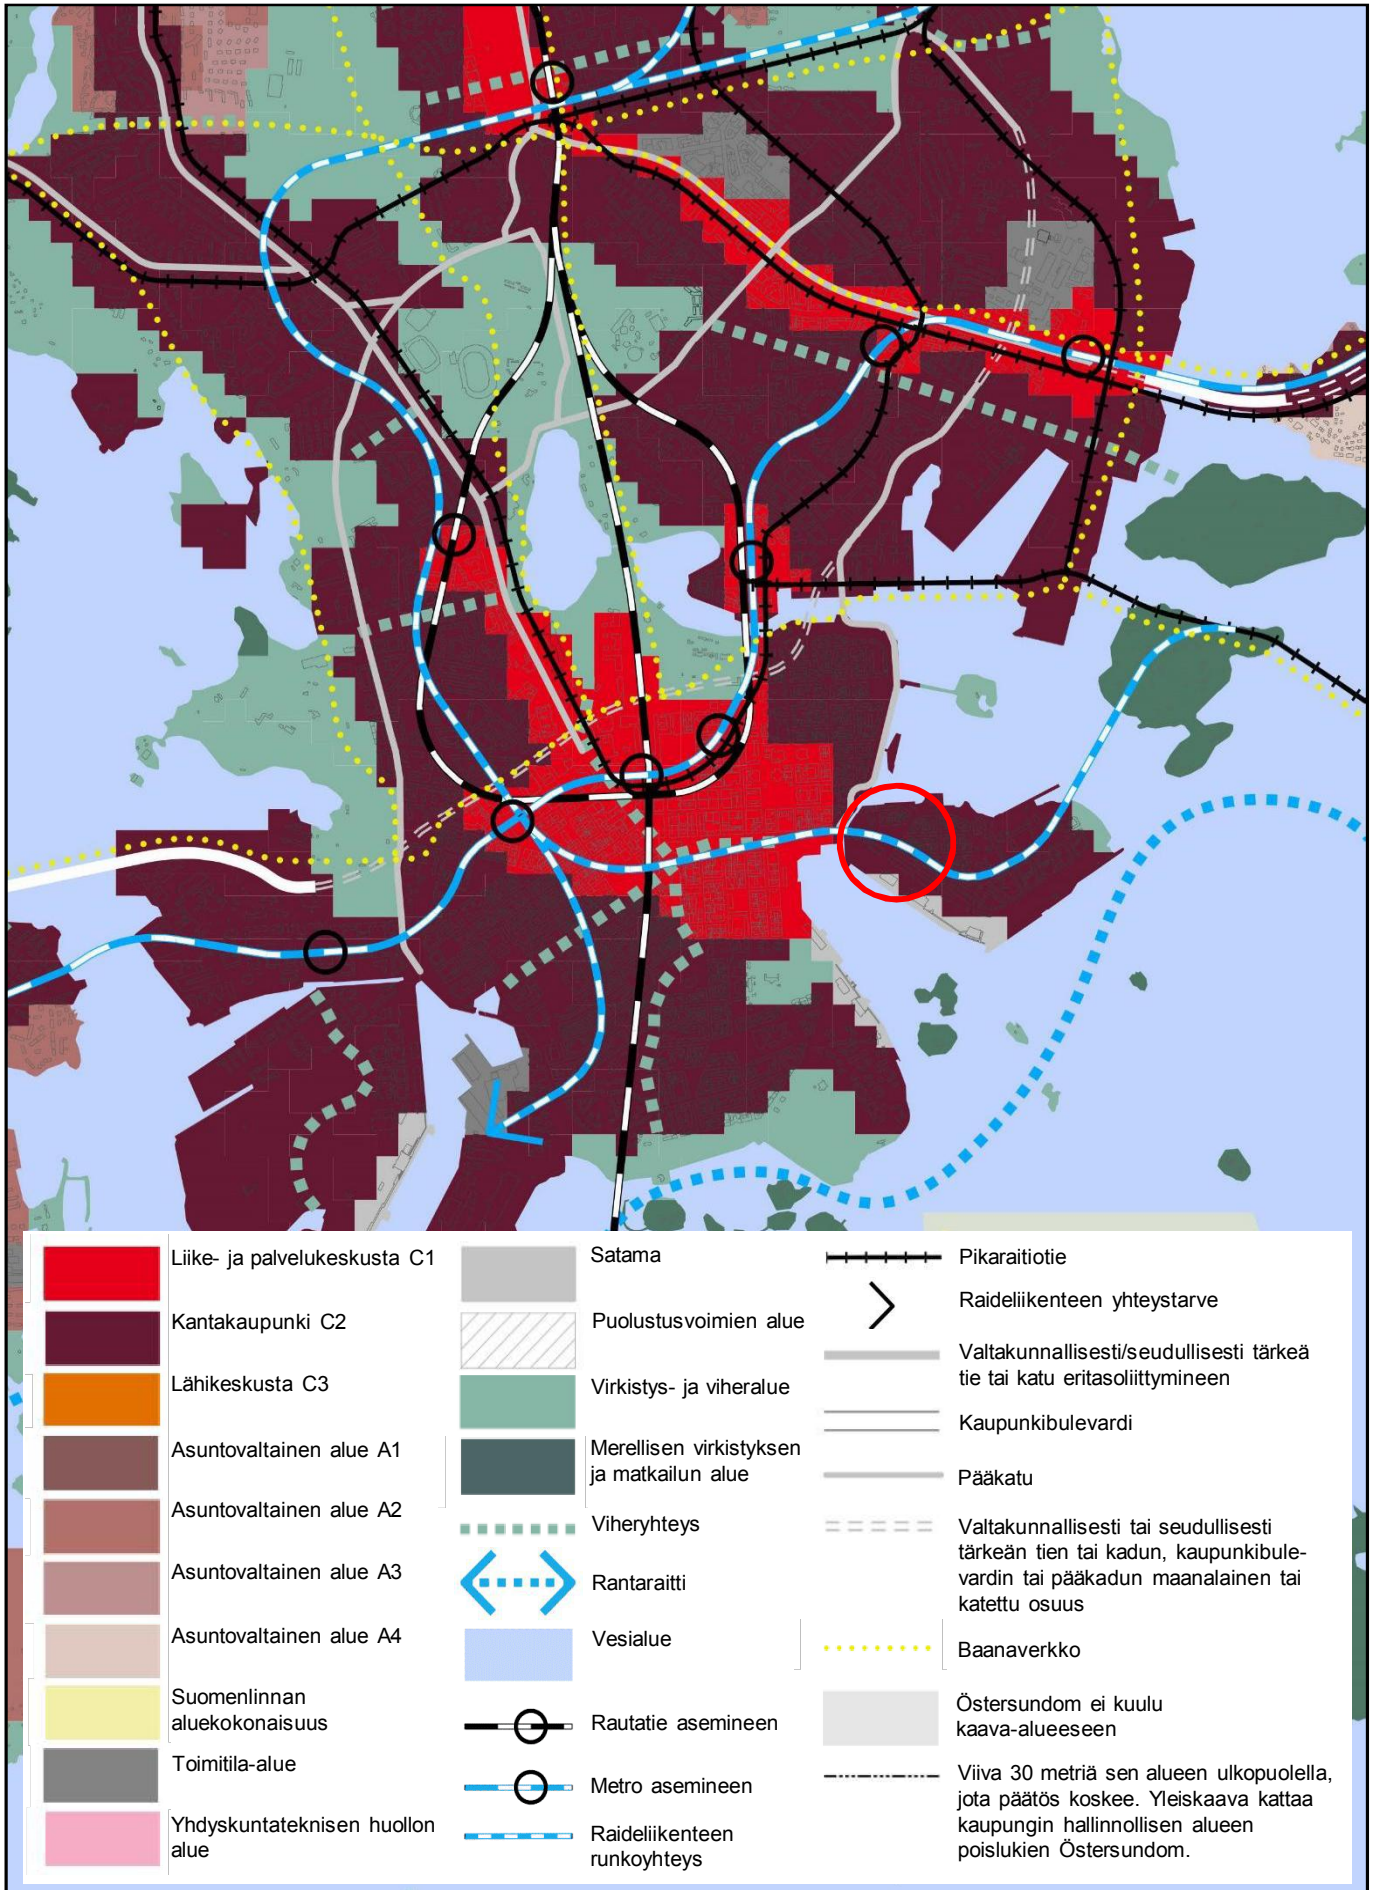 Liike- ja palvelukeskusta C1
Kantakaupunki C2
Lähikeskusta C3
Asuntovaltainen alue A1
Asuntovaltainen alue A2
Asuntovaltainen alue A3
Asuntovaltainen alue A4
Suomenlinnan
aluekokonaisuus
Toimitila-alue
Yhdyskuntateknisen huollon
alue
Satama
Puolustusvoimien alue
Virkistys- ja viheralue
Merellisen virkistyksen
ja matkailun alue
Viheryhteys
Rantaraitti
Vesialue
Rautatie asemineen
Metro asemineen
Raideliikenteen
runkoyhteys
Pikaraitiotie
Raideliikenteen yhteystarve
Valtakunnallisesti/seudullisesti tärkeä
tie tai katu eritasoliittymineen
Kaupunkibulevardi
Pääkatu
Valtakunnallisesti tai seudullisesti
tärkeän tien tai kadun, kaupunkibule-
vardin tai pääkadun maanalainen tai
katettu osuus
Baanaverkko
Östersundom ei kuulu
kaava-alueeseen
Viiva 30 metriä sen alueen ulkopuolella,
jota päätös koskee. Yleiskaava kattaa
kaupungin hallinnollisen alueen
poislukien Östersundom.